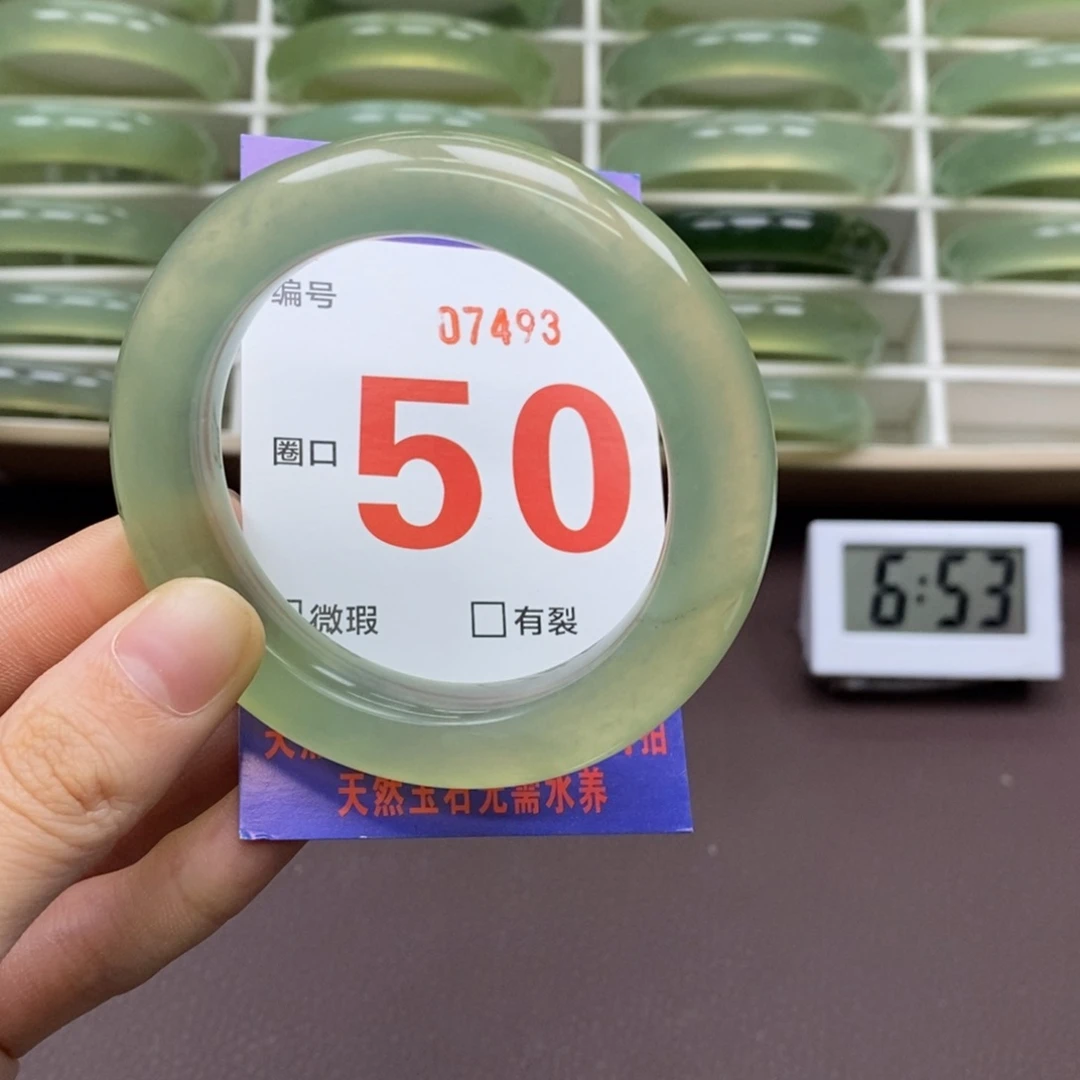 编号 07493
圈口 50
微瑕 有裂
天然玉石无需水养
6:53